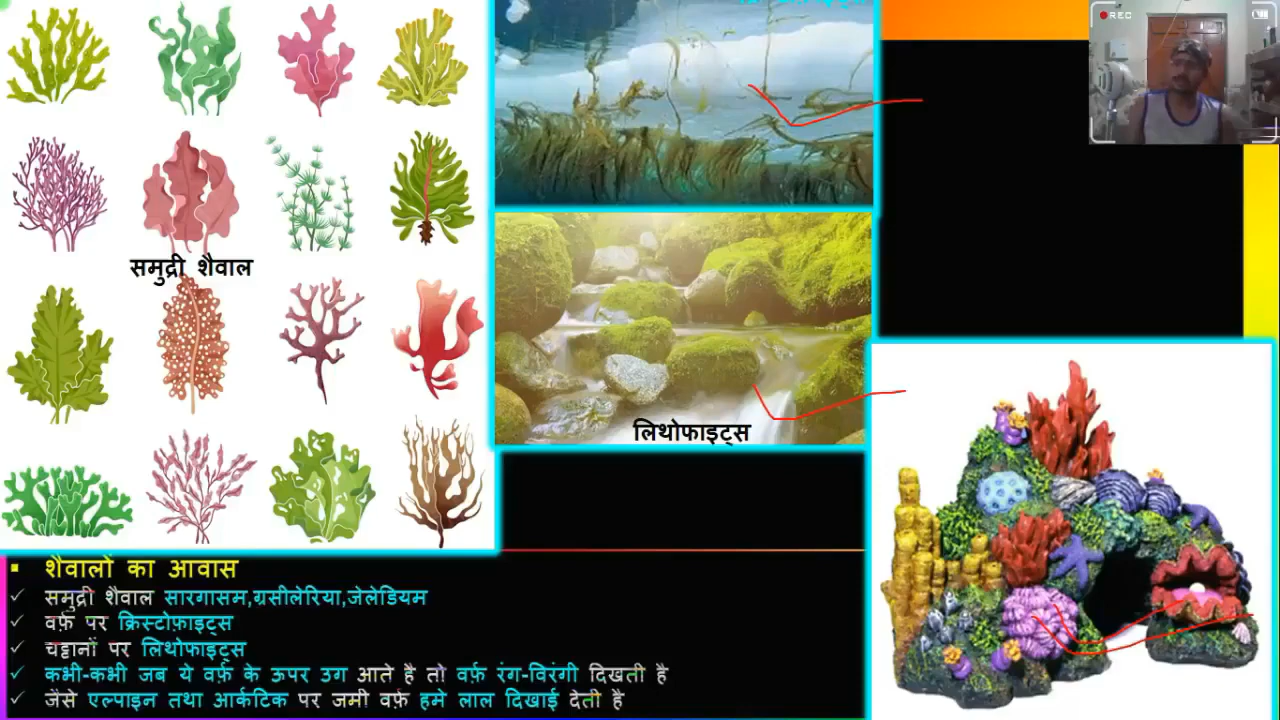 REC
समुद्री शैवाल
लिथोफाइट्स
▪ शैवालों का आवास
✓ समुद्री शैवाल सारगासम,ग्रसीलेरिया,जेलेडियम
✓ वर्फ़ पर क्रिस्टोफ़ाइट्स
✓ चट्टानों पर लिथोफाइट्स
✓ कभी-कभी जब ये वर्फ़ के ऊपर उग आते है तो वर्फ़ रंग-विरंगी दिखती है
✓ जैसे एल्पाइन तथा आर्कटिक पर जमी वर्फ़ हमे लाल दिखाई देती है